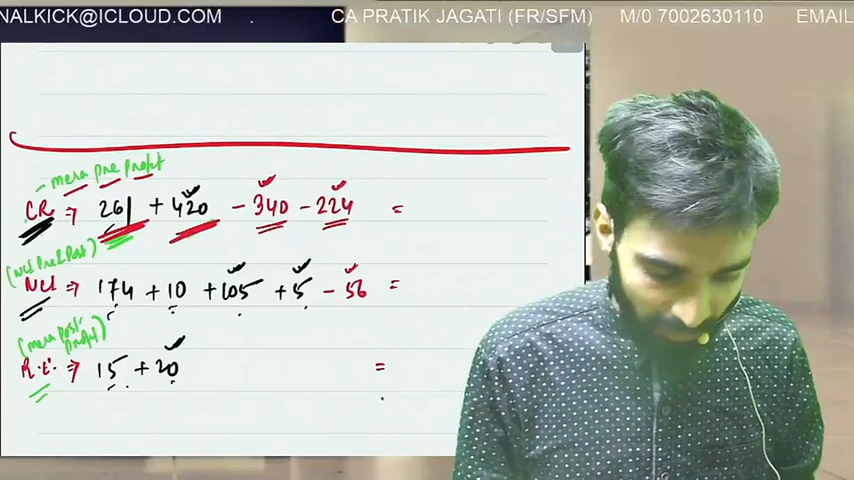 NALKICK@ICLOUD.COM . CA PRATIK JAGATI (FR/SFM) M/0 7002630110 EMAIL
- mera pre profit
CR ⇒ 261 + 420 - 340 - 224 =
(NCI Pre & Post)
NCI ⇒ 174 + 10 + 105 + 5 - 56 =
(mera post profit)
R.E. ⇒ 15 + 20 =